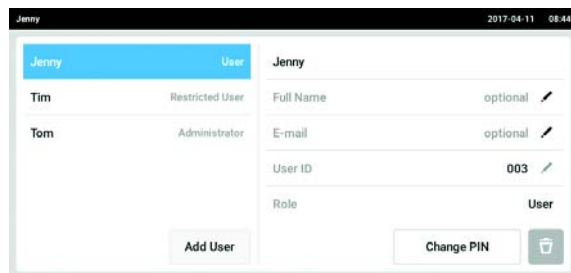 Jenny 2017-04-11 08:44
Jenny User
Tim Restricted User
Tom Administrator
Add User
Jenny
Full Name optional
E-mail optional
User ID 003
Role User
Change PIN